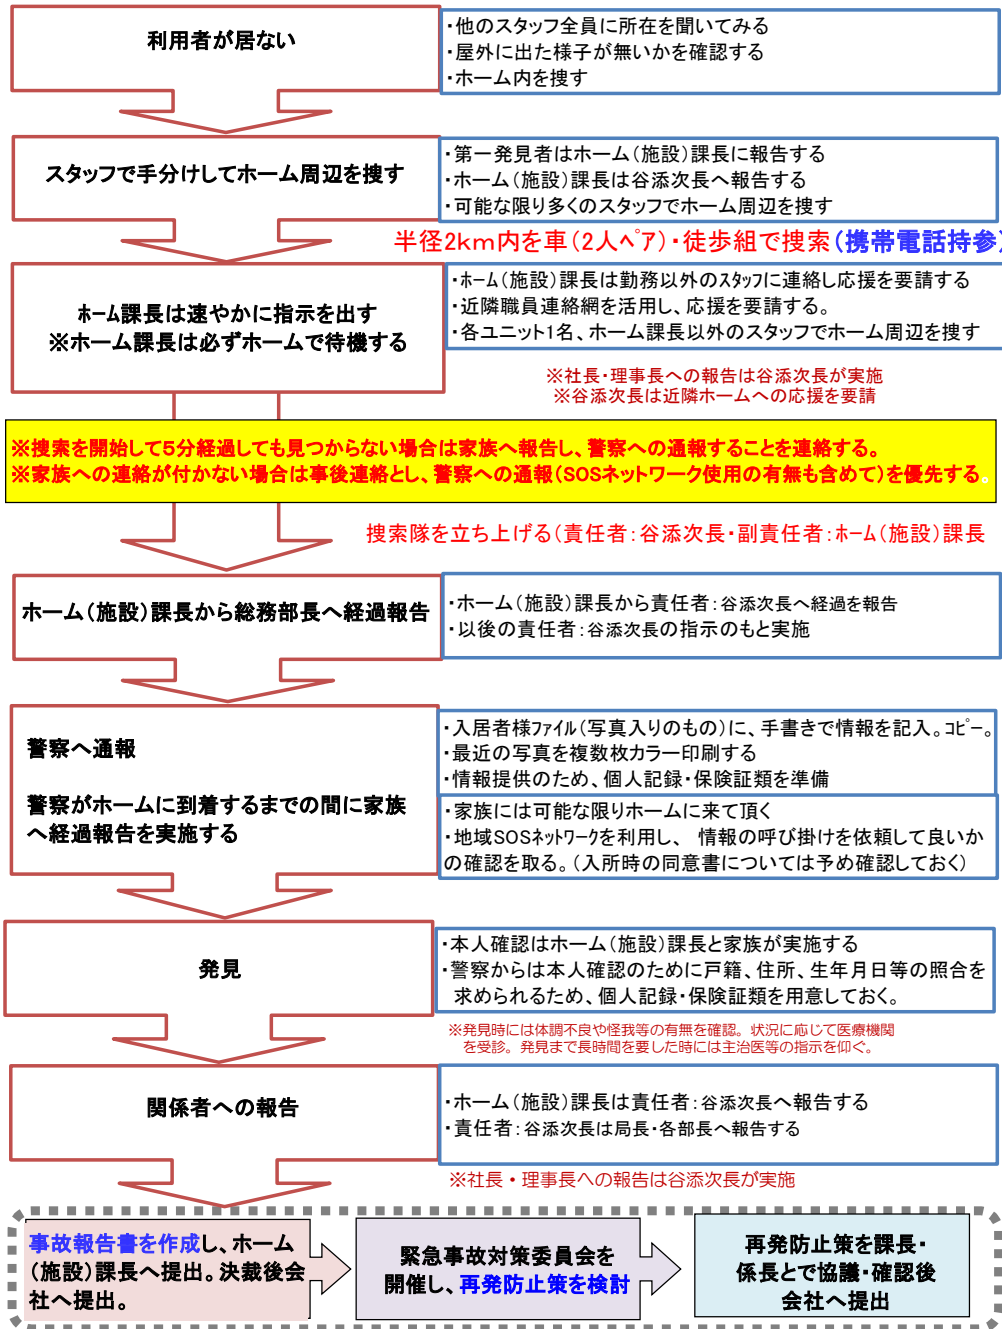 利用者が居ない
・他のスタッフ全員に所在を聞いてみる
・屋外に出た様子が無いかを確認する
・ホーム内を捜す
スタッフで手分けしてホーム周辺を捜す
・第一発見者はホーム(施設)課長に報告する
・ホーム(施設)課長は谷添次長へ報告する
・可能な限り多くのスタッフでホーム周辺を捜す
半径2km内を車(2人ペア)・徒歩組で捜索(携帯電話持参)
ホーム課長は速やかに指示を出す
※ホーム課長は必ずホームで待機する
・ホーム(施設)課長は勤務以外のスタッフに連絡し応援を要請する
・近隣職員連絡網を活用し、応援を要請する。
・各ユニット1名、ホーム課長以外のスタッフでホーム周辺を捜す
※社長・理事長への報告は谷添次長が実施
※谷添次長は近隣ホームへの応援を要請
※捜索を開始して5分経過しても見つからない場合は家族へ報告し、警察への通報することを連絡する。
※家族への連絡が付かない場合は事後連絡とし、警察への通報(SOSネットワーク使用の有無も含めて)を優先する。
捜索隊を立ち上げる(責任者:谷添次長・副責任者:ホーム(施設)課長
ホーム(施設)課長から総務部長へ経過報告
・ホーム(施設)課長から責任者:谷添次長へ経過を報告
・以後の責任者:谷添次長の指示のもと実施
警察へ通報
警察がホームに到着するまでの間に家族
へ経過報告を実施する
・入居者様ファイル(写真入りのもの)に、手書きで情報を記入。コピー。
・最近の写真を複数枚カラー印刷する
・情報提供のため、個人記録・保険証類を準備
・家族には可能な限りホームに来て頂く
・地域SOSネットワークを利用し、 情報の呼び掛けを依頼して良いか
の確認を取る。(入所時の同意書については予め確認しておく)
発見
・本人確認はホーム(施設)課長と家族が実施する
・警察からは本人確認のために戸籍、住所、生年月日等の照合を
求められるため、個人記録・保険証類を用意しておく。
※発見時には体調不良や怪我等の有無を確認。状況に応じて医療機関
を受診。発見まで長時間を要した時には主治医等の指示を仰ぐ。
関係者への報告
・ホーム(施設)課長は責任者:谷添次長へ報告する
・責任者:谷添次長は局長・各部長へ報告する
※社長・理事長への報告は谷添次長が実施
事故報告書を作成し、ホーム
(施設)課長へ提出。決裁後会
社へ提出。
緊急事故対策委員会を
開催し、再発防止策を検討
再発防止策を課長・
係長とで協議・確認後
会社へ提出